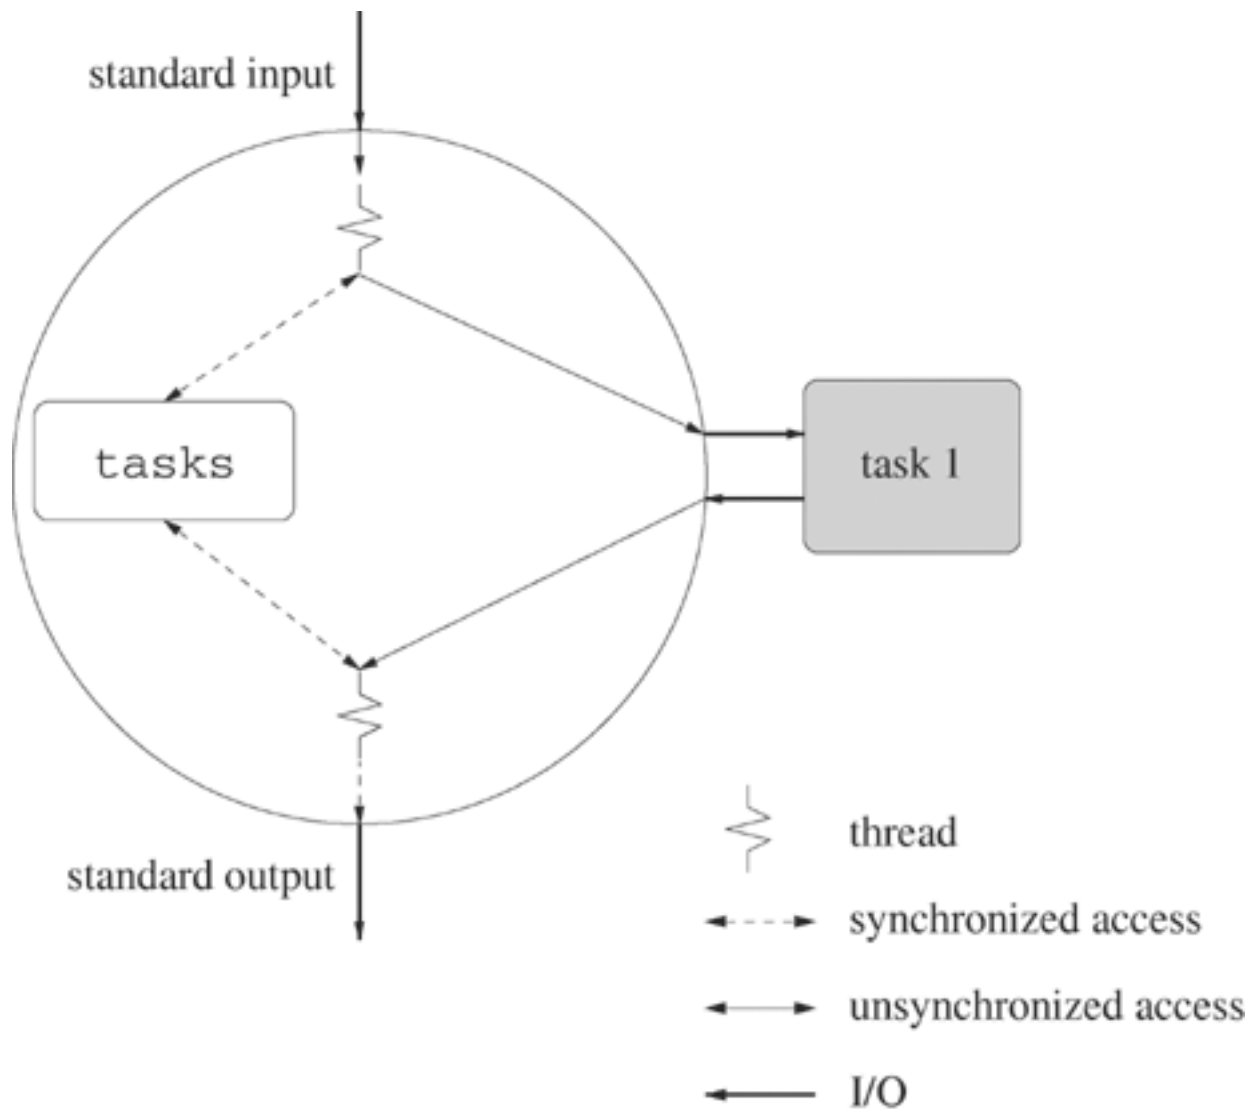 standard input
tasks
task 1
standard output
thread
synchronized access
unsynchronized access
I/O